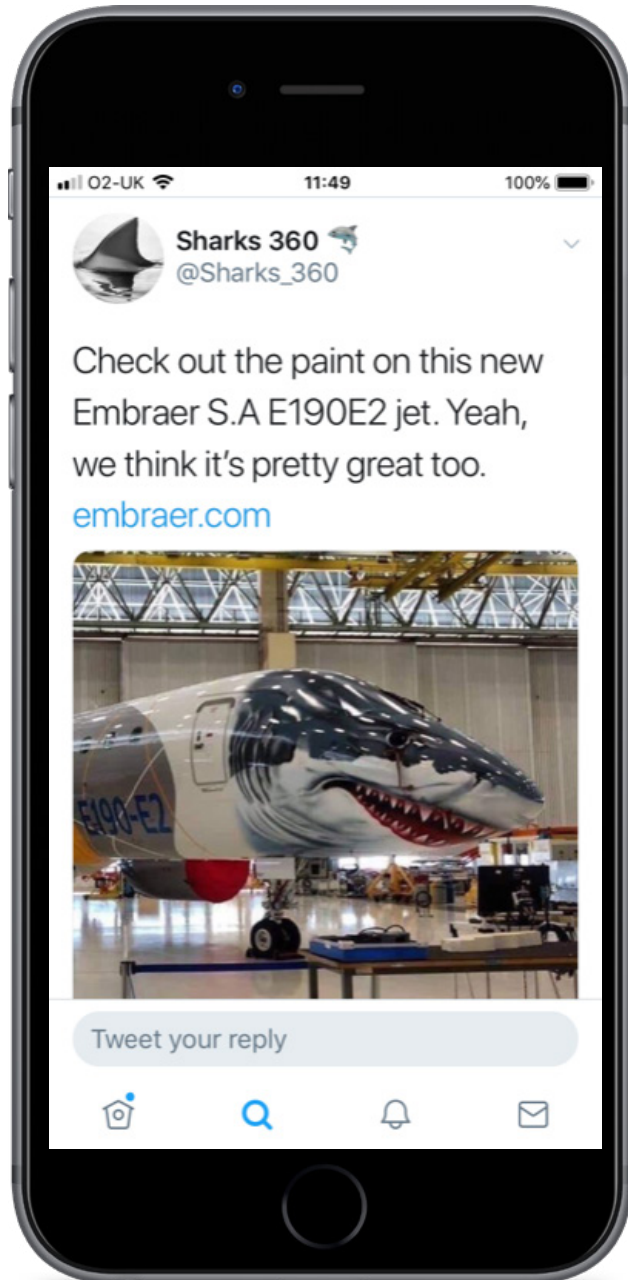 O2-UK 11:49 100%
Sharks 360
@Sharks_360
Check out the paint on this new
Embraer S.A E190E2 jet. Yeah,
we think it’s pretty great too.
embraer.com
E190-E2
Tweet your reply